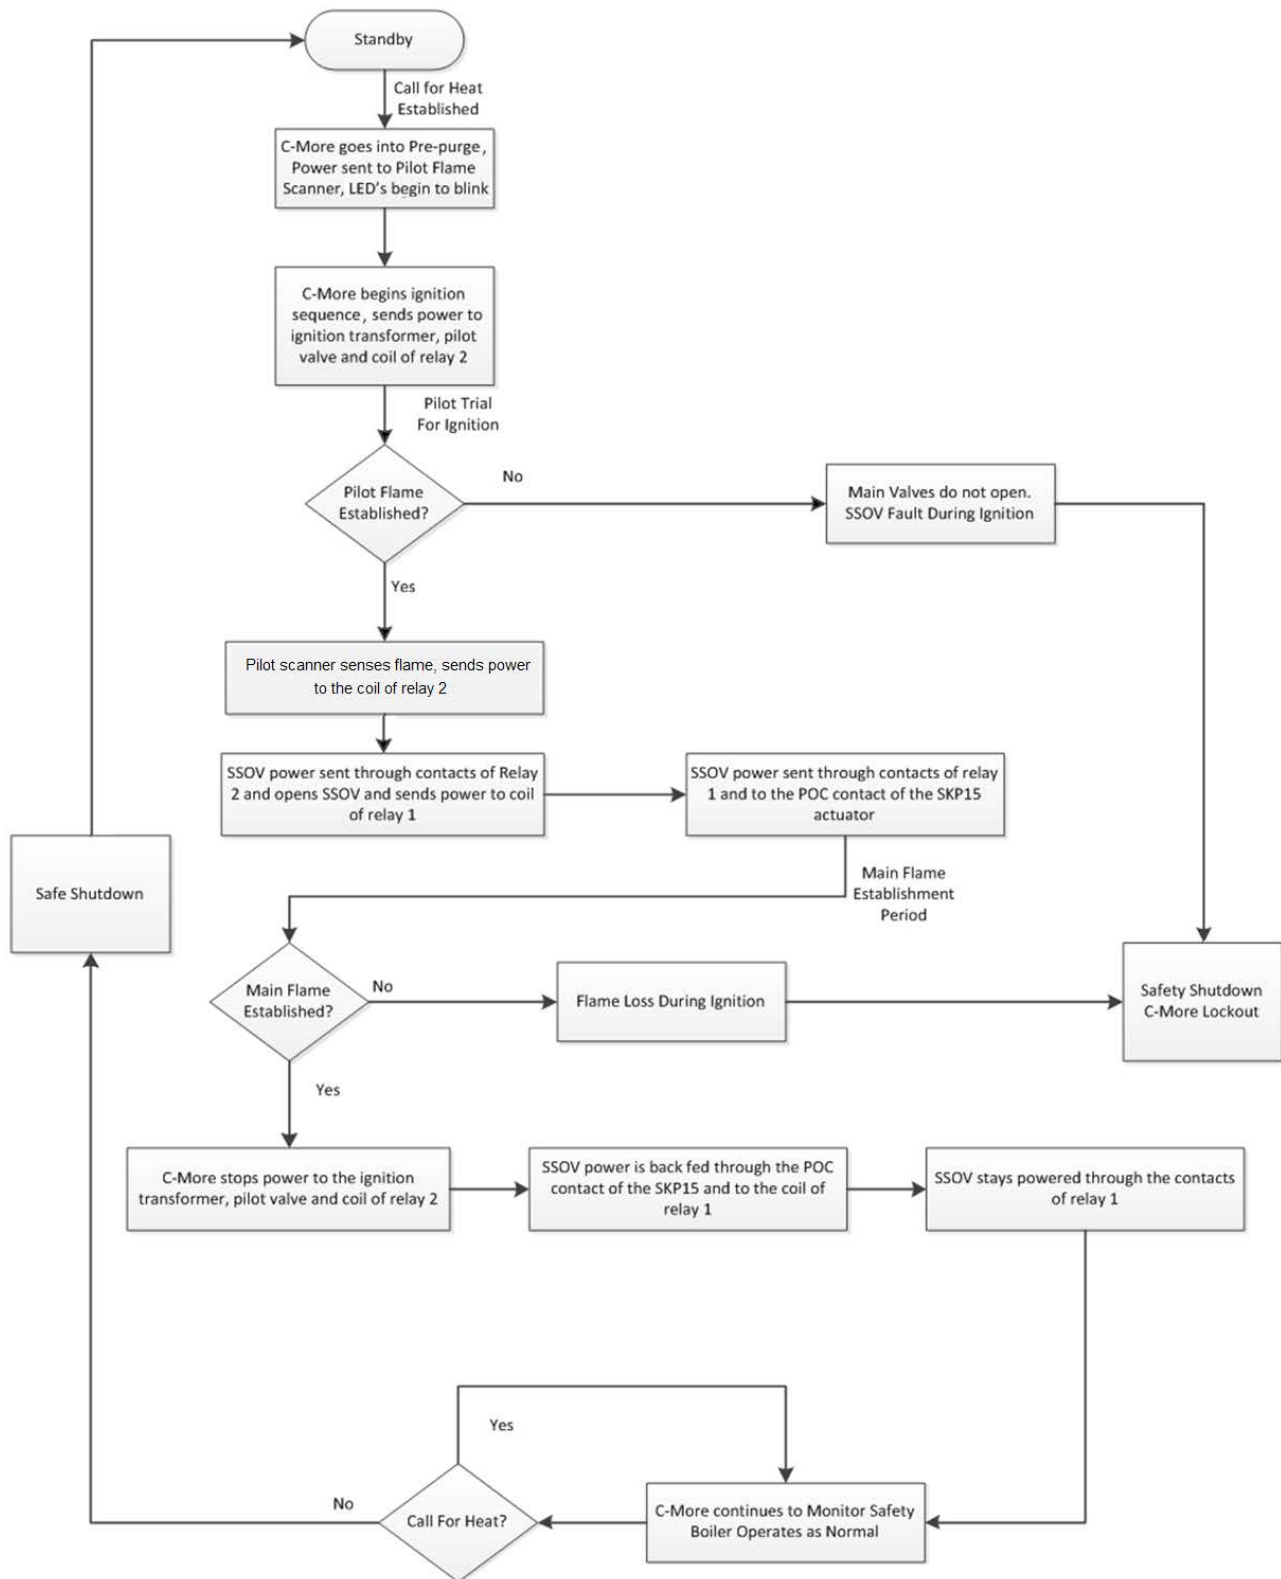 Standby
Call for Heat
Established
C-More goes into Pre-purge,
Power sent to Pilot Flame
Scanner, LED's begin to blink
C-More begins ignition
sequence, sends power to
ignition transformer, pilot
valve and coil of relay 2
Pilot Trial
For Ignition
Pilot Flame
Established?
No
Main Valves do not open.
SSOV Fault During Ignition
Yes
Pilot scanner senses flame, sends power
to the coil of relay 2
SSOV power sent through contacts of Relay
2 and opens SSOV and sends power to coil
of relay 1
SSOV power sent through contacts of relay
1 and to the POC contact of the SKP15
actuator
Safe Shutdown
Main Flame
Establishment
Period
Main Flame
Established?
No
Flame Loss During Ignition
Safety Shutdown
C-More Lockout
Yes
C-More stops power to the ignition
transformer, pilot valve and coil of relay 2
SSOV power is back fed through the POC
contact of the SKP15 and to the coil of
relay 1
SSOV stays powered through the contacts
of relay 1
Yes
No
Call For Heat?
C-More continues to Monitor Safety
Boiler Operates as Normal